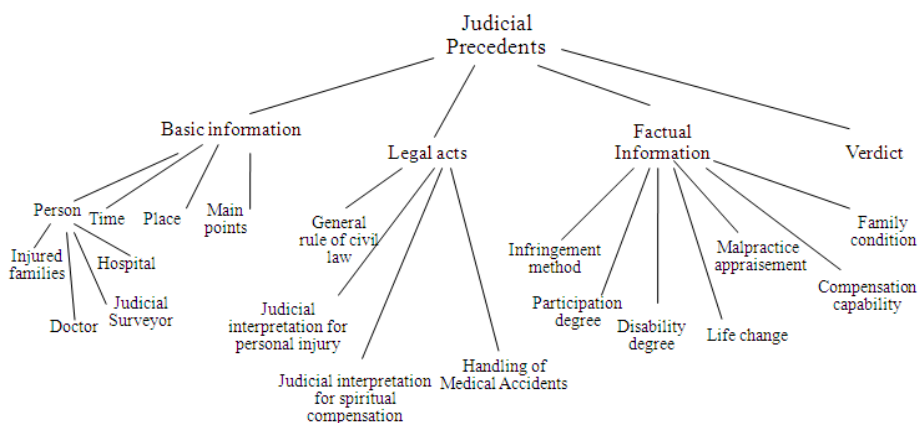 Judicial
Precedents
Basic information
Legal acts
Factual
Information
Verdict
Person
Time
Place
Main
points
Injured
families
Hospital
Doctor
Judicial
Surveyor
General
rule of civil
law
Judicial
interpretation for
personal injury
Judicial interpretation
for spiritual
compensation
Handling of
Medical Accidents
Infringement
method
Participation
degree
Disability
degree
Life change
Malpractice
appraisement
Compensation
capability
Family
condition